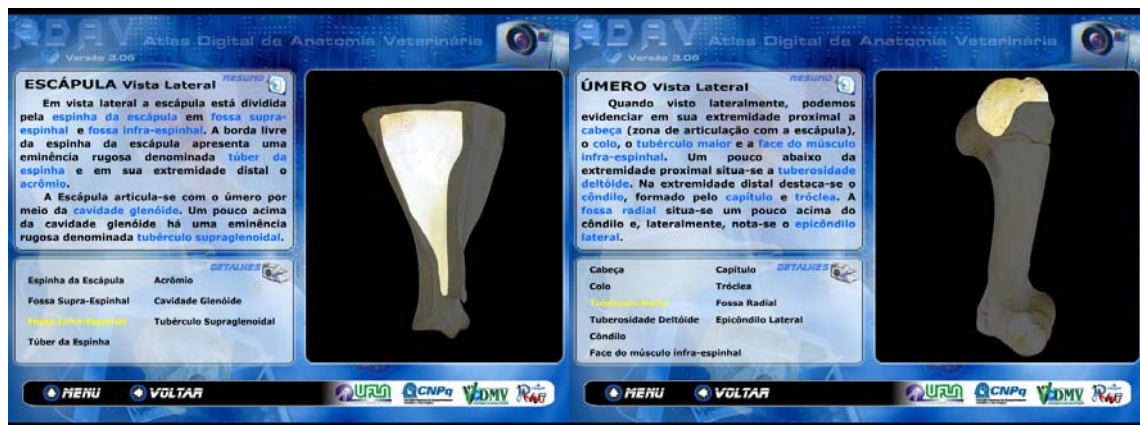 ADAV Atlas Digital de Anatomia Veterinária
Versão 3.06
ESCÁPULA Vista Lateral
RESUMO
Em vista lateral a escápula está dividida
pela espinha da escápula em fossa supra-
espinhal e fossa infra-espinhal. A borda livre
da espinha da escápula apresenta uma
eminência rugosa denominada túber da
espinha e em sua extremidade distal o
acrômio.
A Escápula articula-se com o úmero por
meio da cavidade glenóide. Um pouco acima
da cavidade glenóide há uma eminência
rugosa denominada tubérculo supraglenoidal.
DETALHES
Espinha da Escápula Acrômio
Fossa Supra-Espinhal Cavidade Glenóide
Fossa Infra-Espinhal Tubérculo Supraglenoidal
Túber da Espinha
MENU VOLTAR
UFLA CNPq DMV
ADAV Atlas Digital de Anatomia Veterinária
Versão 3.06
ÚMERO Vista Lateral
RESUMO
Quando visto lateralmente, podemos
evidenciar em sua extremidade proximal a
cabeça (zona de articulação com a escápula),
o colo, o tubérculo maior e a face do músculo
infra-espinhal. Um pouco abaixo da
extremidade proximal situa-se a tuberosidade
deltóide. Na extremidade distal destaca-se o
côndilo, formado pelo capítulo e tróclea. A
fossa radial situa-se um pouco acima do
côndilo e, lateralmente, nota-se o epicôndilo
lateral.
DETALHES
Cabeça Capítulo
Colo Tróclea
Tubérculo Maior Fossa Radial
Tuberosidade Deltóide Epicôndilo Lateral
Côndilo
Face do músculo infra-espinhal
MENU VOLTAR
UFLA CNPq DMV